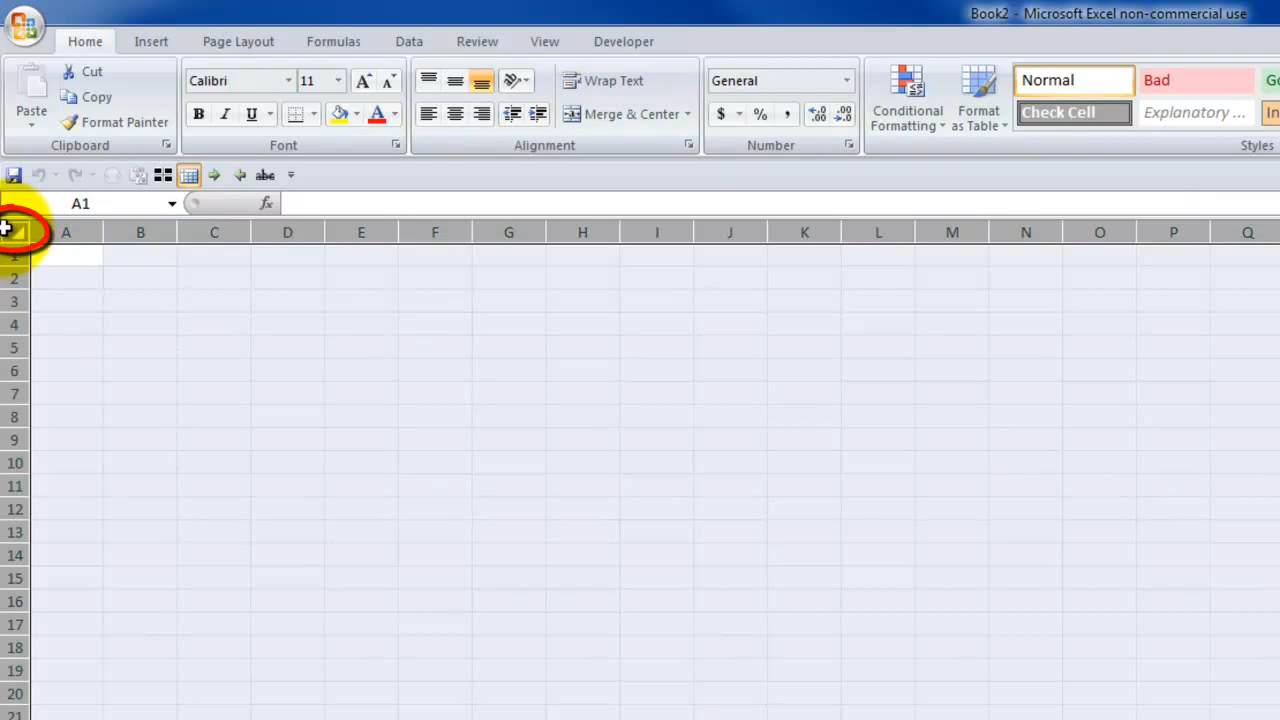 Book2 - Microsoft Excel non-commercial use
Home Insert Page Layout Formulas Data Review View Developer
Paste
Cut
Copy
Format Painter
Clipboard
Calibri 11
B I U
Font
Wrap Text
Merge & Center
Alignment
General
$ % ,
Number
Conditional Formatting
Format as Table
Normal Bad Go
Check Cell Explanatory ... In
Styles
A1 fx
A B C D E F G H I J K L M N O P Q
1
2
3
4
5
6
7
8
9
10
11
12
13
14
15
16
17
18
19
20
21